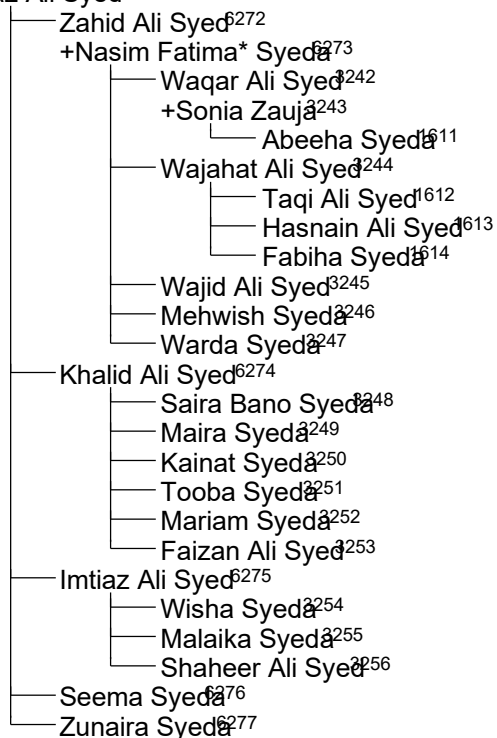 Zahid Ali Syed6272
+Nasim Fatima* Syeda6273
Waqar Ali Syed3242
+Sonia Zauja3243
Abeeha Syeda1611
Wajahat Ali Syed3244
Taqi Ali Syed1612
Hasnain Ali Syed1613
Fabiha Syeda1614
Wajid Ali Syed3245
Mehwish Syeda3246
Warda Syeda3247
Khalid Ali Syed6274
Saira Bano Syeda3248
Maira Syeda3249
Kainat Syeda3250
Tooba Syeda3251
Mariam Syeda3252
Faizan Ali Syed3253
Imtiaz Ali Syed6275
Wisha Syeda3254
Malaika Syeda3255
Shaheer Ali Syed3256
Seema Syeda6276
Zunaira Syeda6277